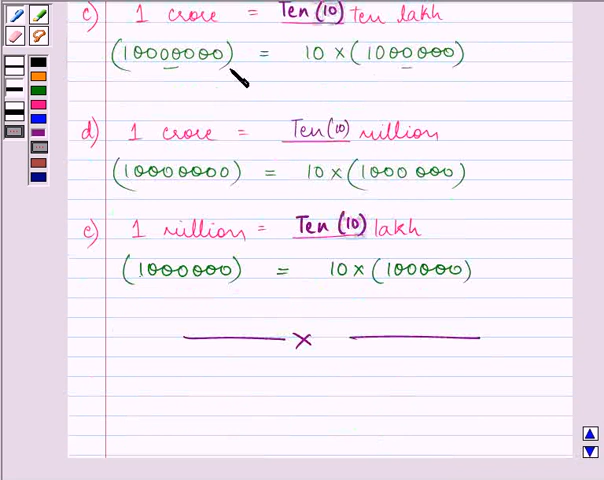 c) 1 crore = Ten (10) ten lakh
(10000000) = 10 × (1000000)
d) 1 crore = Ten (10) million
(10000000) = 10 × (1000 000)
e) 1 million = Ten (10) lakh
(1000000) = 10 × (100000)
x